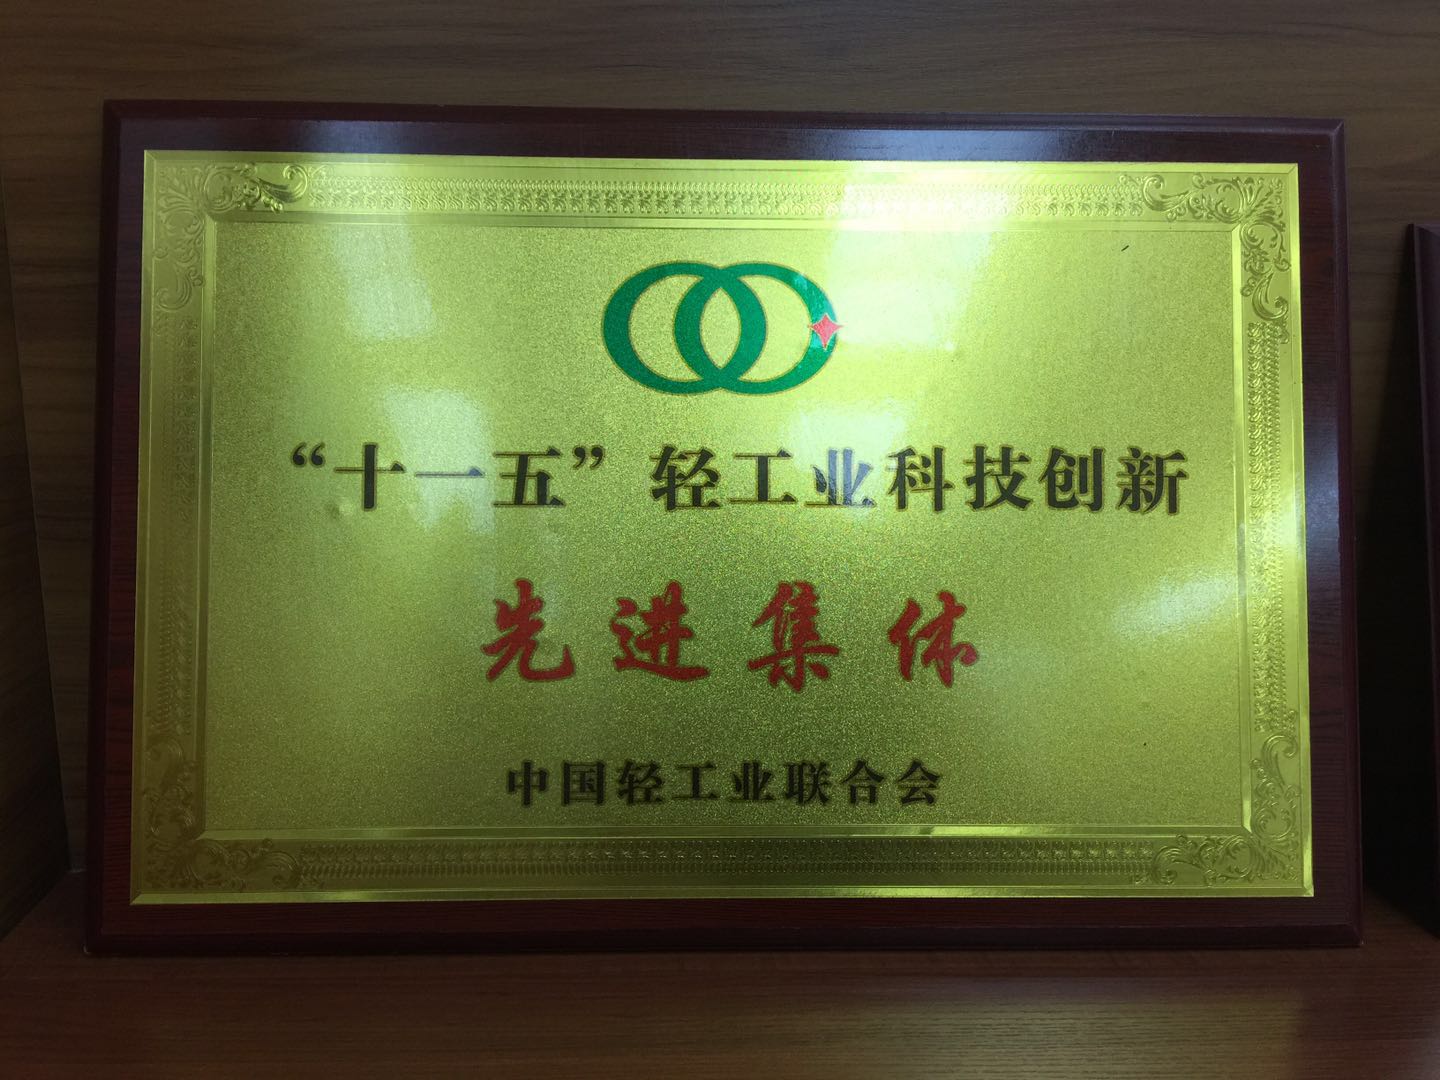 “十一五”轻工业科技创新
先进集体
中国轻工业联合会